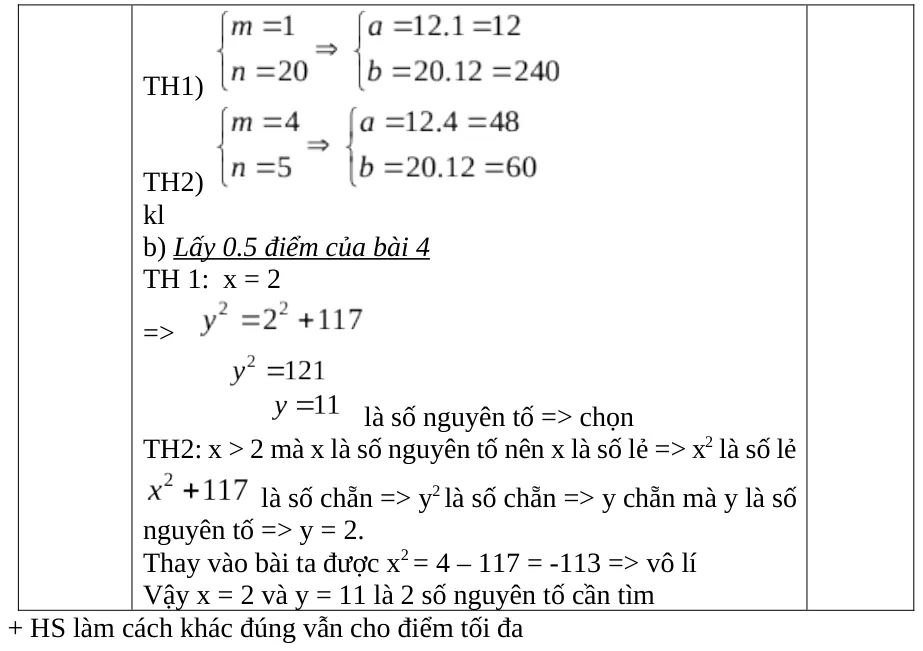 TH1) { m =1 n =20 ⇒ { a =12.1 =12 b =20.12 =240
TH2) { m =4 n =5 ⇒ { a =12.4 =48 b =20.12 =60
kl
b) Lấy 0.5 điểm của bài 4
TH 1:  x = 2
=> y² =2² +117
y² =121
y =11 là số nguyên tố => chọn
TH2: x > 2 mà x là số nguyên tố nên x là số lẻ => x² là số lẻ
x² +117 là số chẵn => y² là số chẵn => y chẵn mà y là số
nguyên tố => y = 2.
Thay vào bài ta được x² = 4 – 117 = -113 => vô lí
Vậy x = 2 và y = 11 là 2 số nguyên tố cần tìm
+ HS làm cách khác đúng vẫn cho điểm tối đa